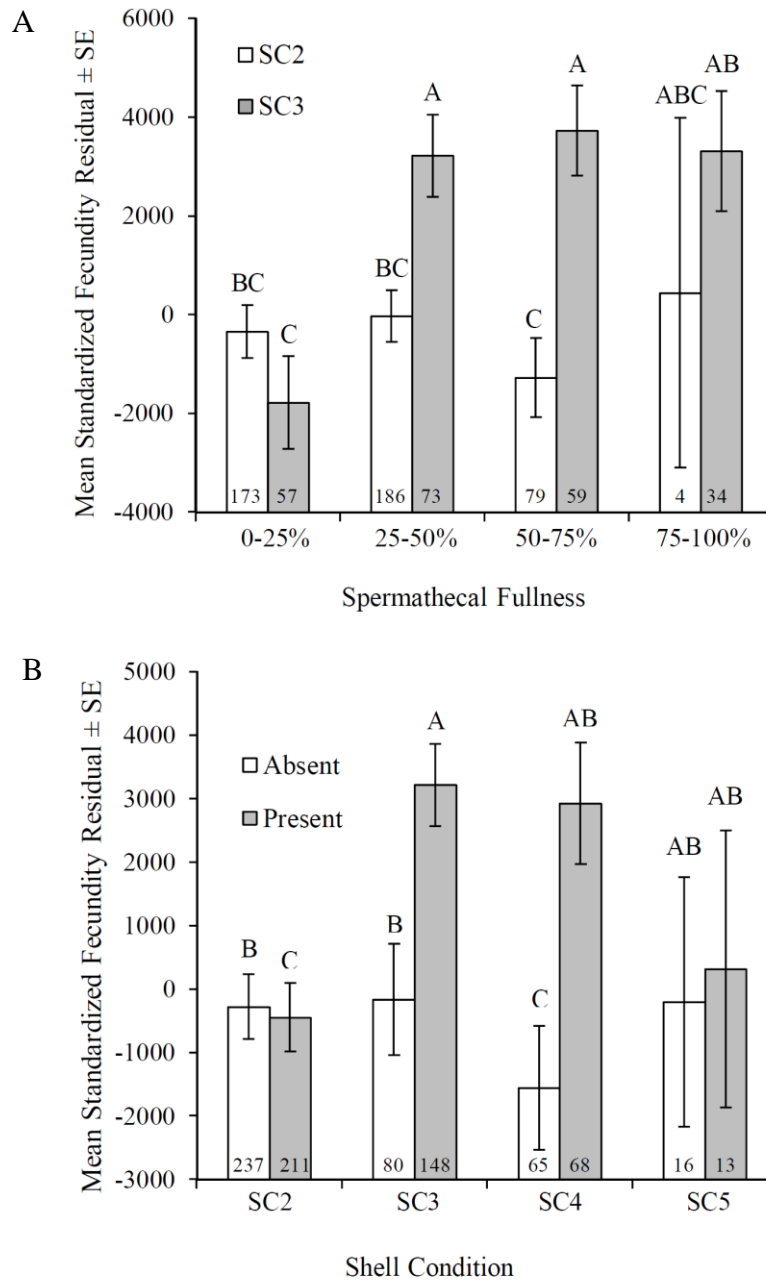 A
Mean Standardized Fecundity Residual ± SE
6000
4000
2000
0
-2000
-4000
SC2
SC3
BC
C
BC
A
C
A
ABC
AB
173
57
186
73
79
59
4
34
0-25%
25-50%
50-75%
75-100%
Spermathecal Fullness
B
Mean Standardized Fecundity Residual ± SE
5000
4000
3000
2000
1000
0
-1000
-2000
-3000
Absent
Present
B
C
B
A
C
AB
AB
AB
237
211
80
148
65
68
16
13
SC2
SC3
SC4
SC5
Shell Condition